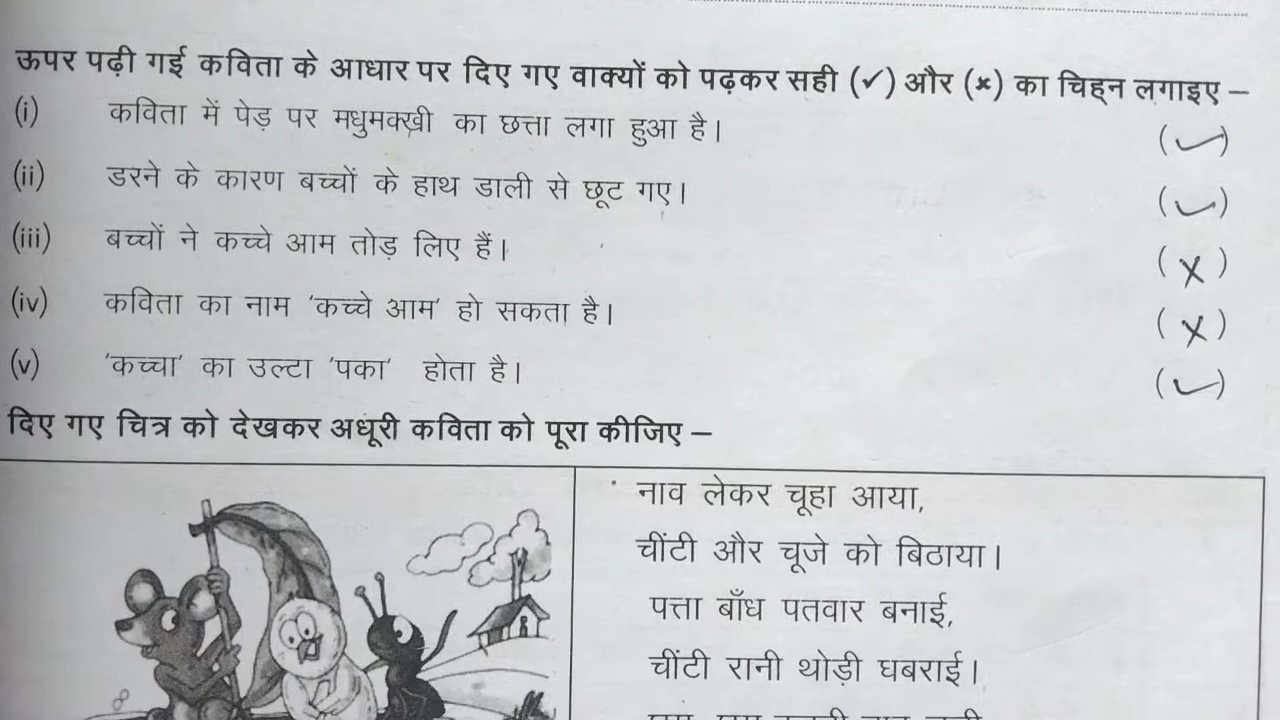 ऊपर पढ़ी गई कविता के आधार पर दिए गए वाक्यों को पढ़कर सही (✓) और (×) का चिह्न लगाइए –
(i) कविता में पेड़ पर मधुमक्खी का छत्ता लगा हुआ है। (✓)
(ii) डरने के कारण बच्चों के हाथ डाली से छूट गए। (✓)
(iii) बच्चों ने कच्चे आम तोड़ लिए हैं। (×)
(iv) कविता का नाम 'कच्चे आम' हो सकता है। (×)
(v) 'कच्चा' का उल्टा 'पका' होता है। (✓)
दिए गए चित्र को देखकर अधूरी कविता को पूरा कीजिए –
नाव लेकर चूहा आया,
चींटी और चूजे को बिठाया।
पत्ता बाँध पतवार बनाई,
चींटी रानी थोड़ी घबराई।